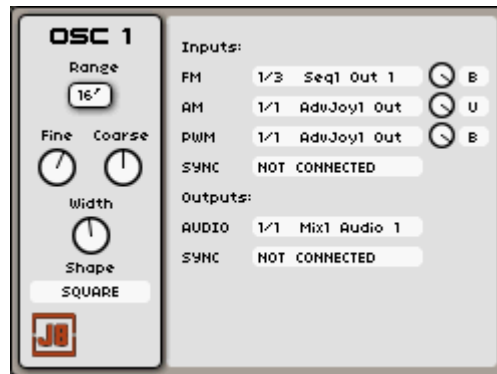 OSC 1
Range
16'
Fine Coarse
Width
Shape
SQUARE
JB
Inputs:
FM 1/3 Seq1 Out 1 B
AM 1/1 AdvJoy1 Out U
PWM 1/1 AdvJoy1 Out B
SYNC NOT CONNECTED
Outputs:
AUDIO 1/1 Mix1 Audio 1
SYNC NOT CONNECTED